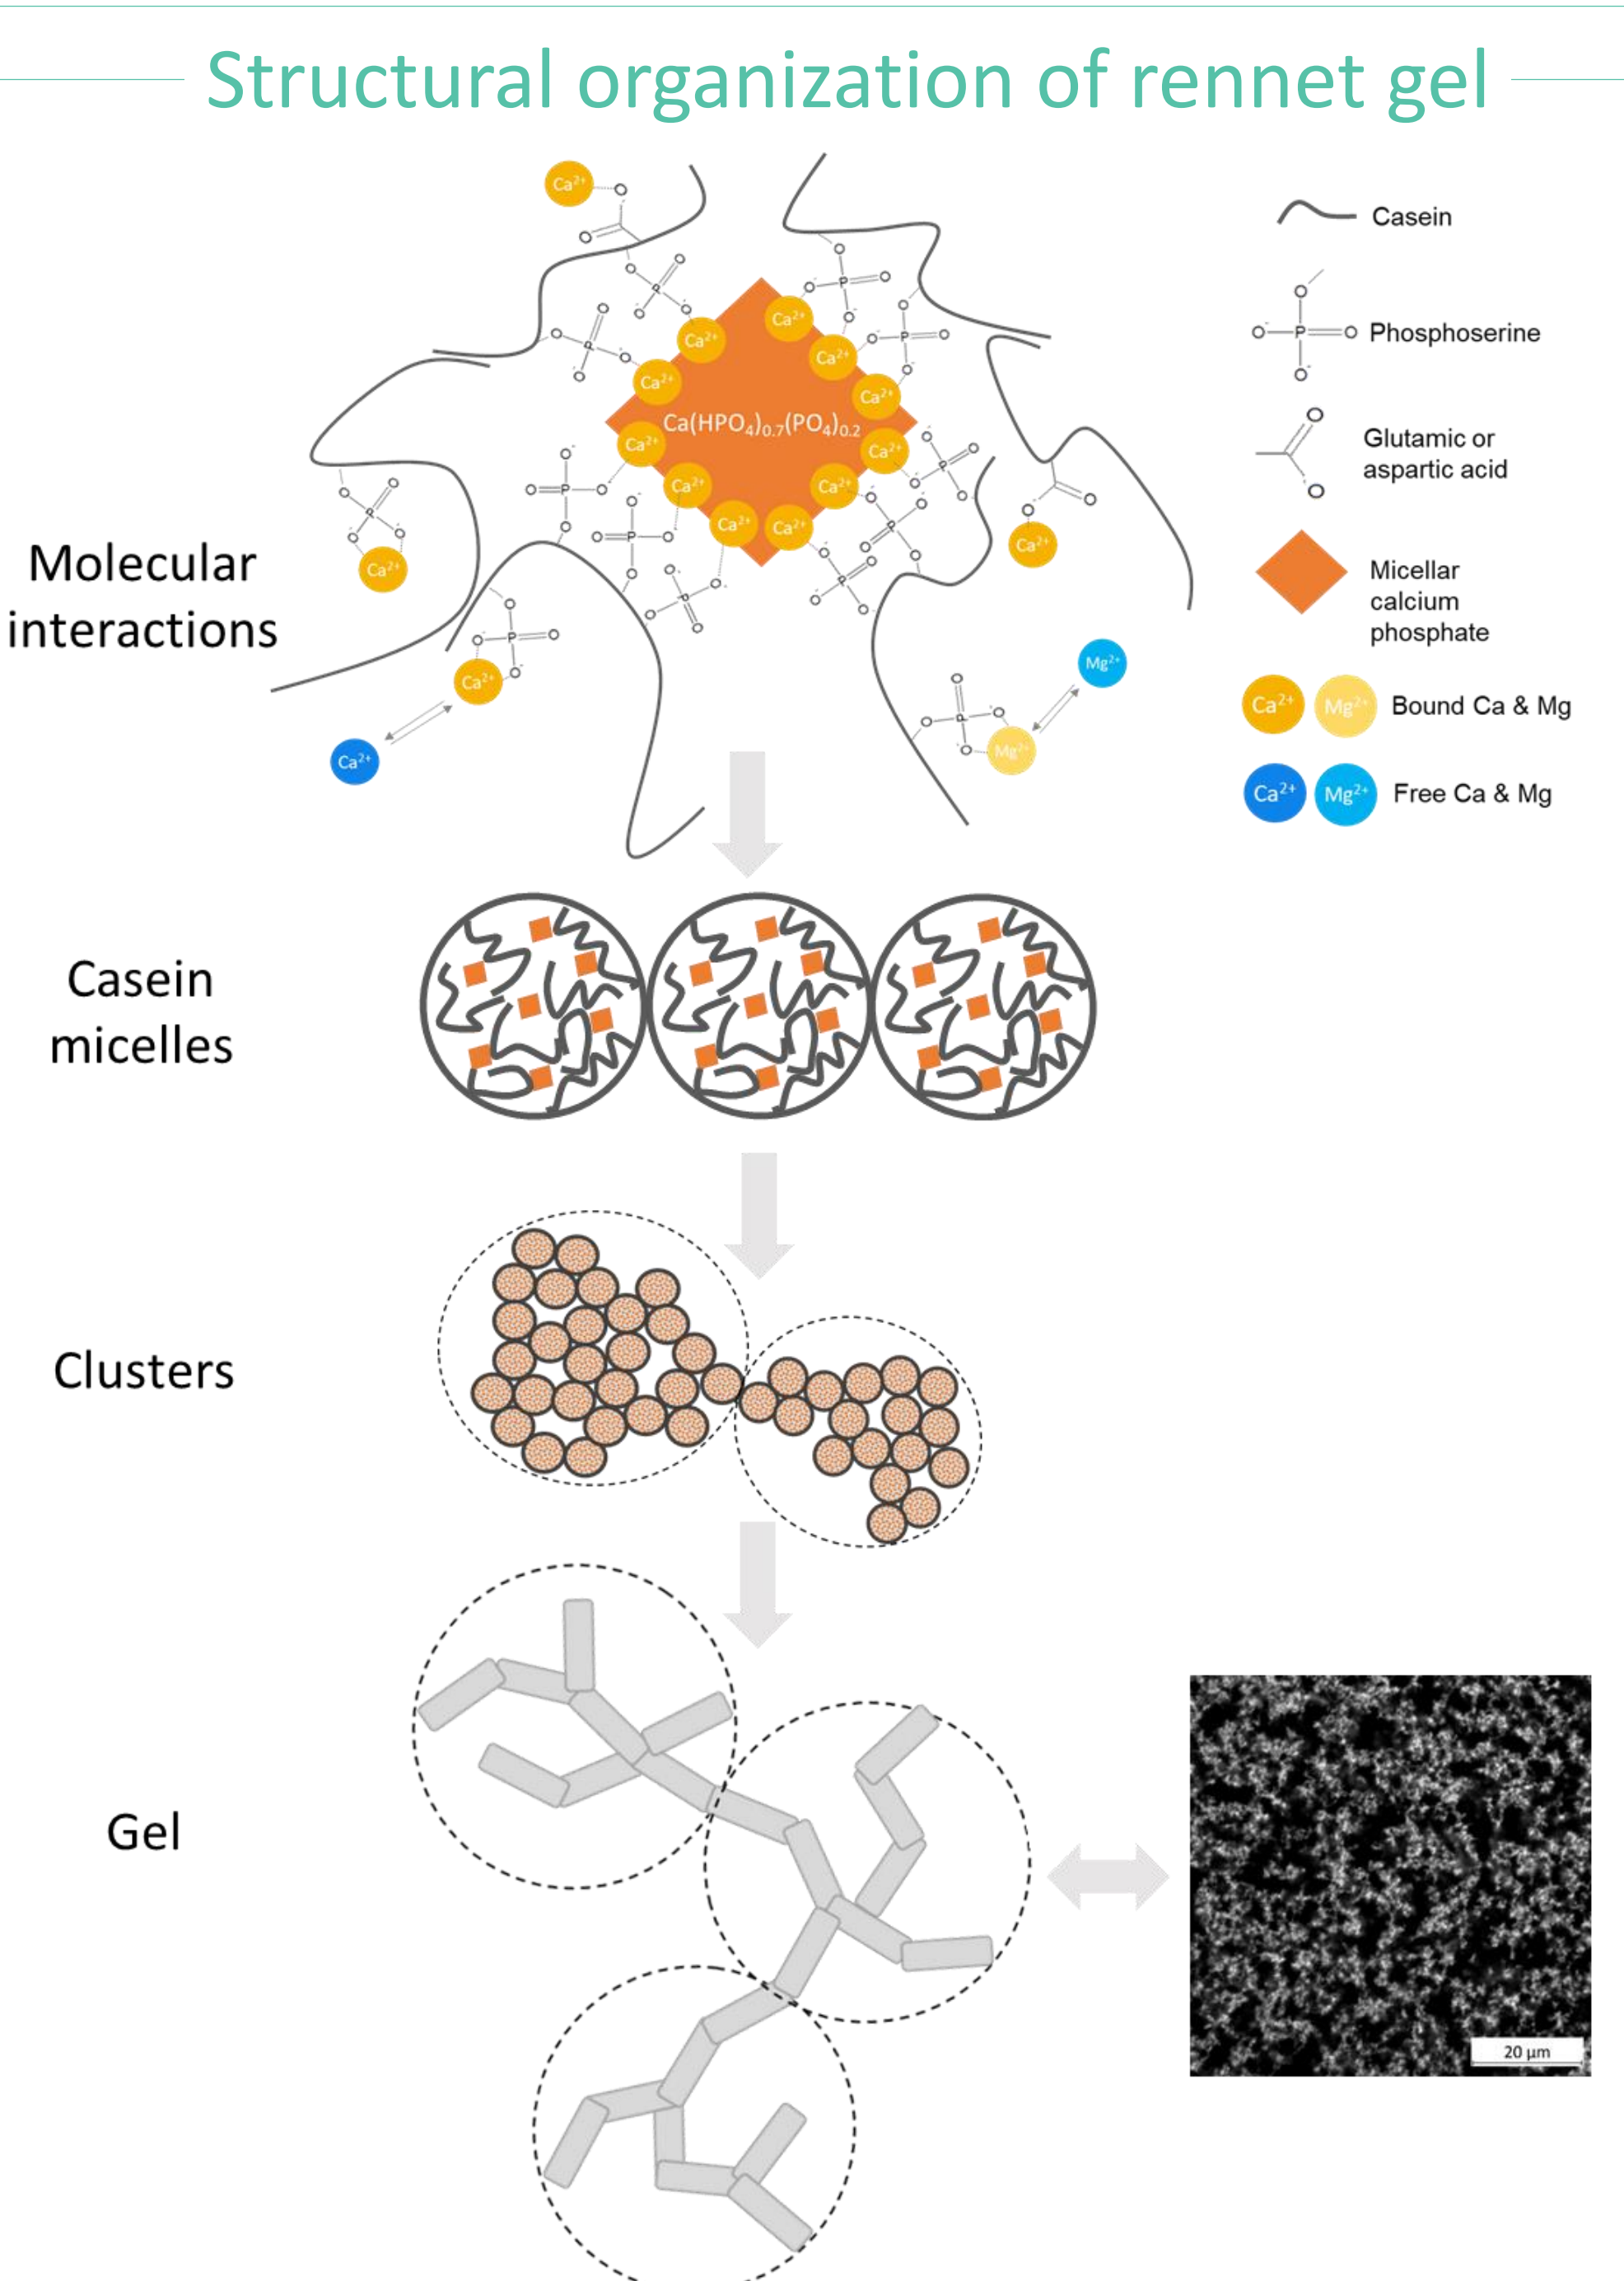 Structural organization of rennet gel
Ca²⁺
Ca²⁺
Ca²⁺
Ca²⁺
Ca²⁺
Ca²⁺
Ca(HPO₄)₀.₇(PO₄)₀.₂
Ca²⁺
Ca²⁺
Ca²⁺
Ca²⁺
Ca²⁺
Ca²⁺
Ca²⁺
Ca²⁺
Ca²⁺
Ca²⁺
Ca²⁺
Mg²⁺
Mg²⁺
Casein
O
O⁻ P O Phosphoserine
O⁻
O
Glutamic or
aspartic acid
O⁻
Micellar
calcium
phosphate
Ca²⁺ Mg²⁺ Bound Ca & Mg
Ca²⁺ Mg²⁺ Free Ca & Mg
Molecular
interactions
Casein
micelles
Clusters
Gel
20 µm